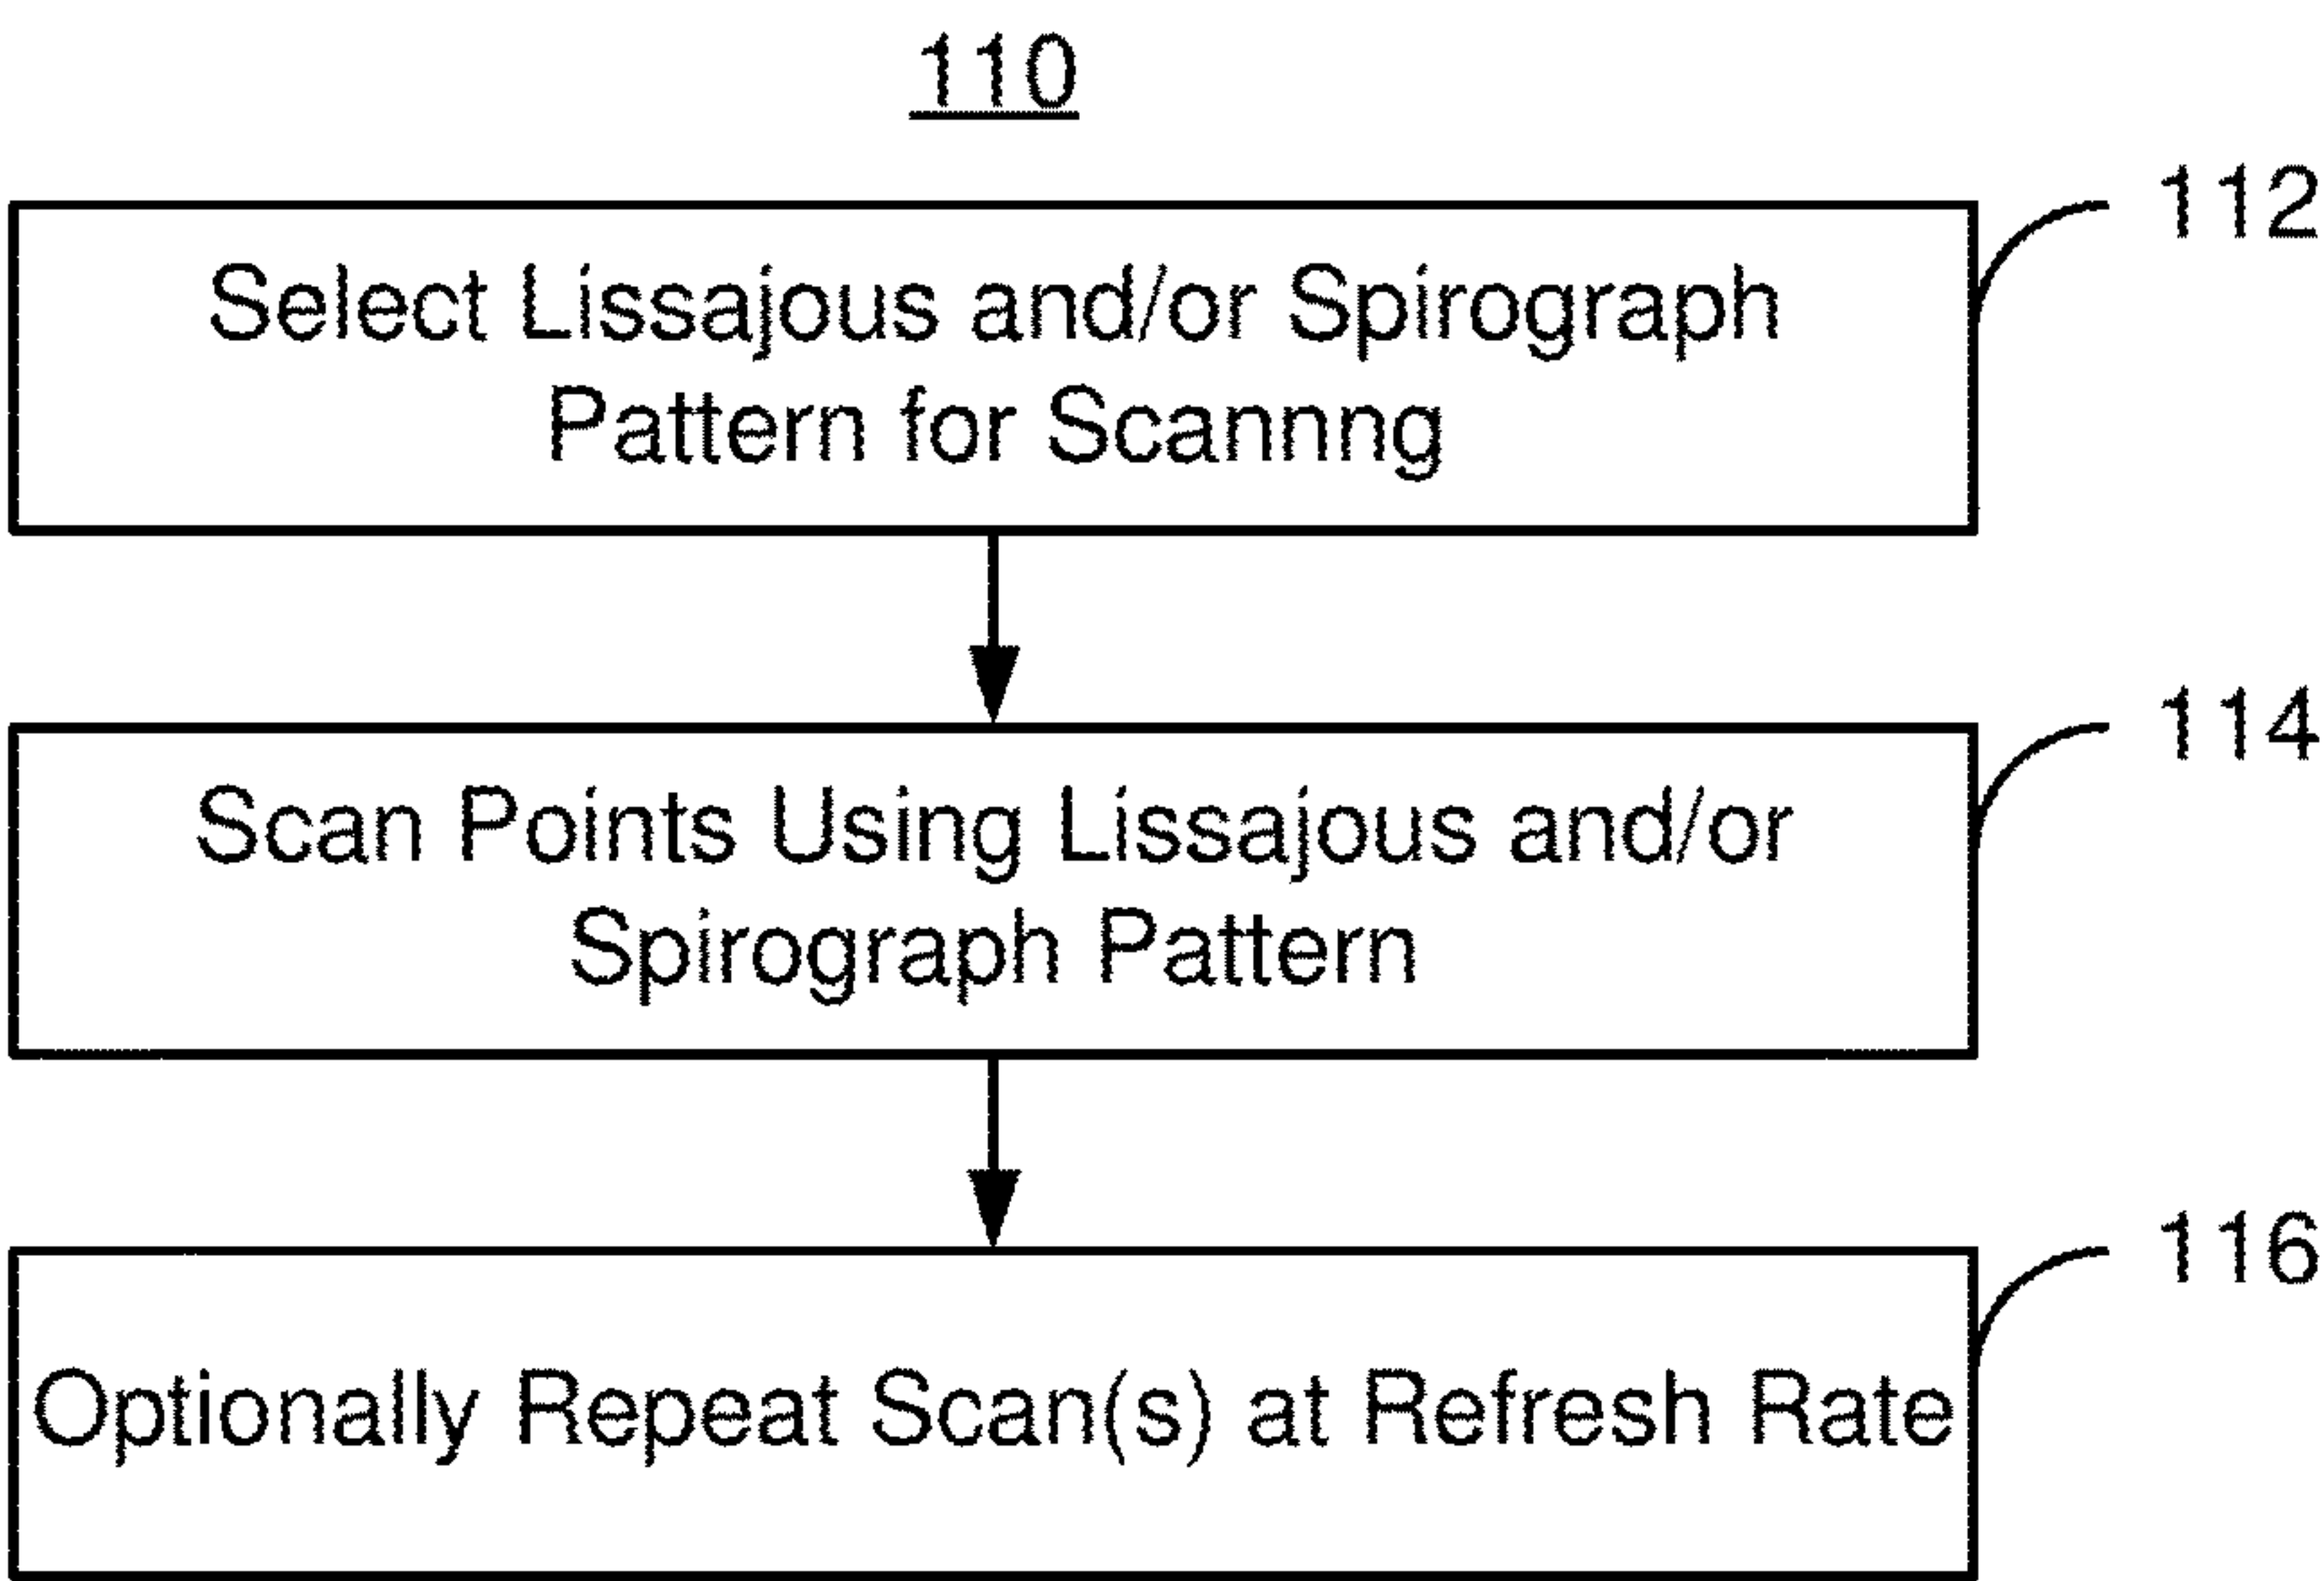 110
112
Select Lissajous and/or Spirograph
Pattern for Scannng
114
Scan Points Using Lissajous and/or
Spirograph Pattern
116
Optionally Repeat Scan(s) at Refresh Rate